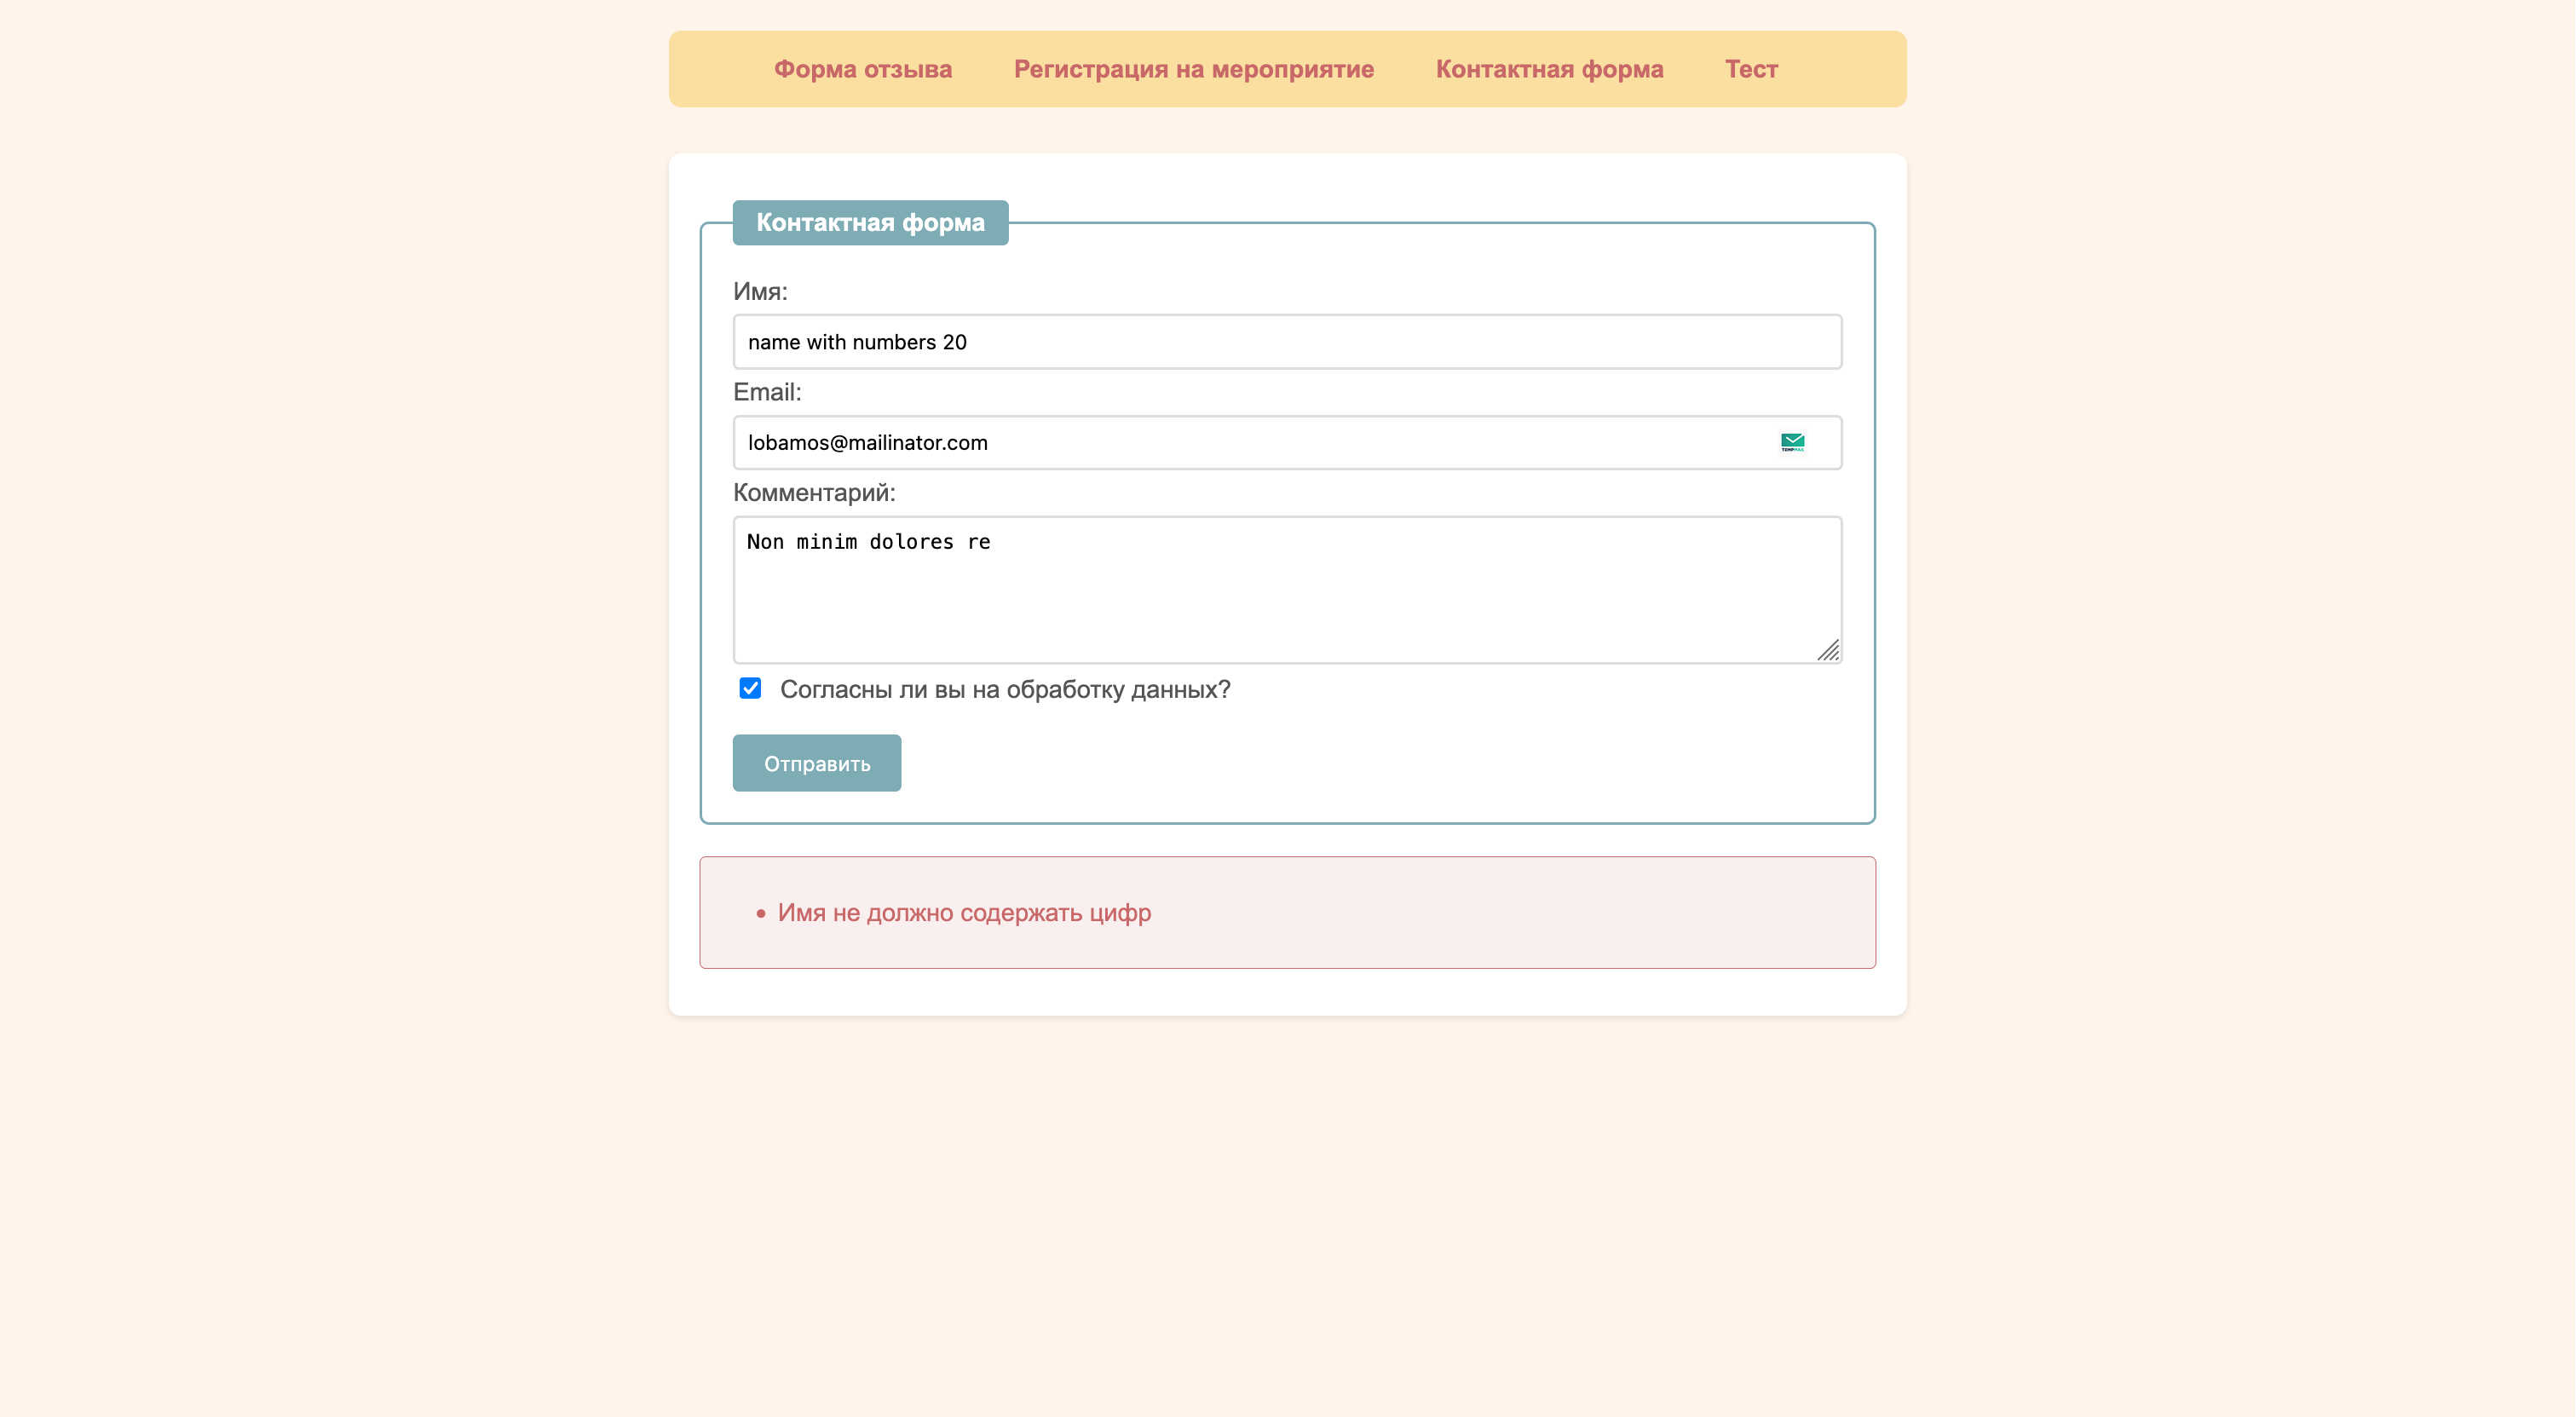 Форма отзыва Регистрация на мероприятие Контактная форма Тест
Контактная форма
Имя:
name with numbers 20
Email:
lobamos@mailinator.com
TEMPMAIL
Комментарий:
Non minim dolores re
Согласны ли вы на обработку данных?
Отправить
Имя не должно содержать цифр